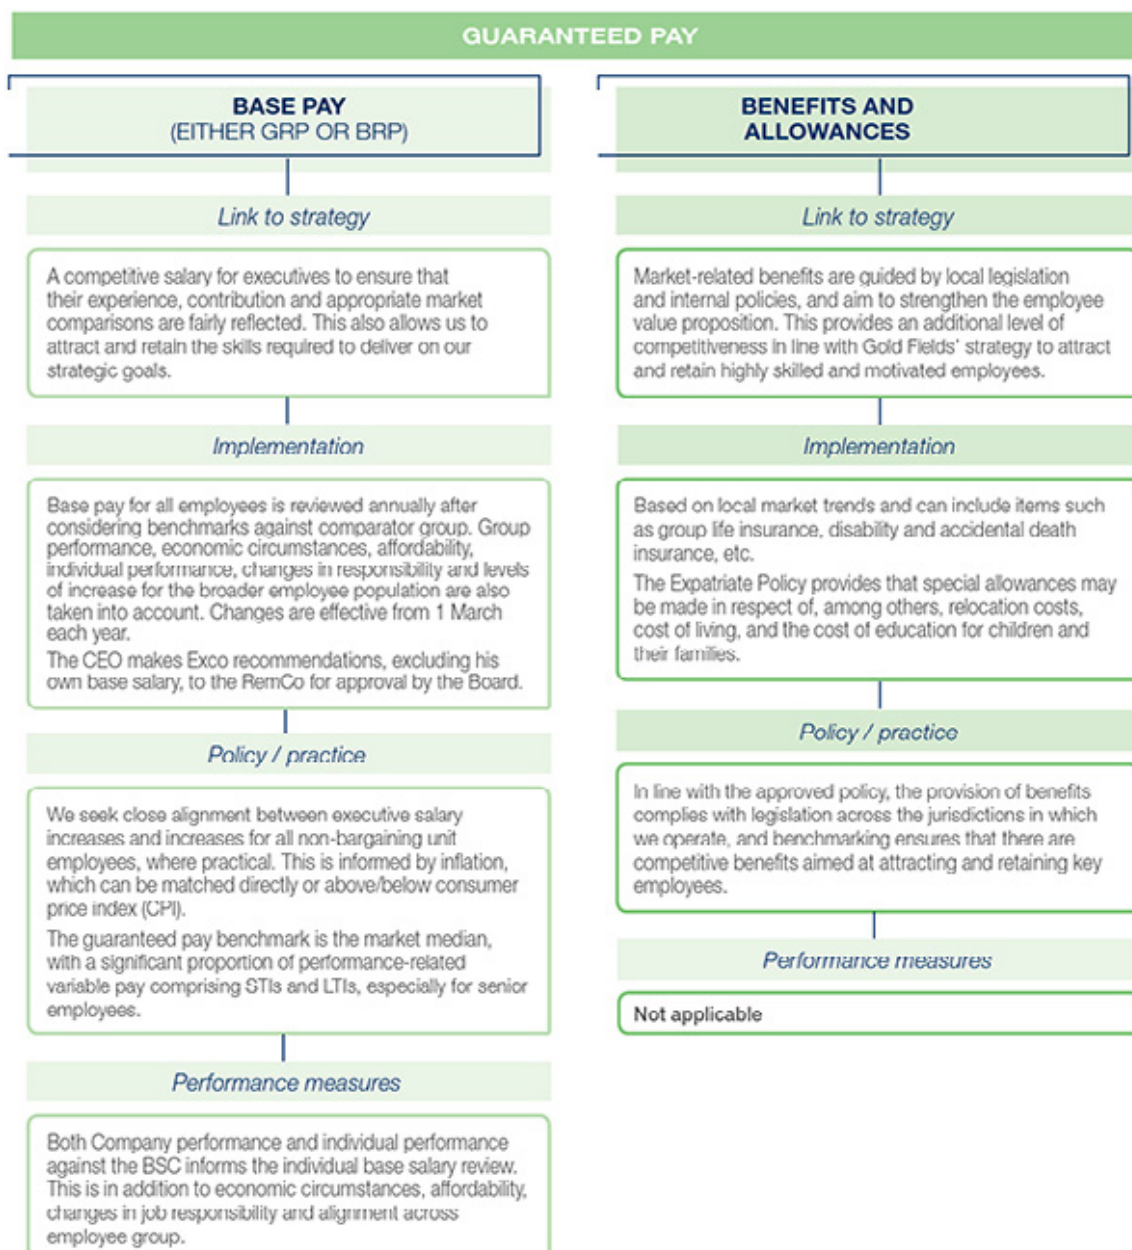 GUARANTEED PAY
BASE PAY
(EITHER GRP OR BRP)
Link to strategy
A competitive salary for executives to ensure that
their experience, contribution and appropriate market
comparisons are fairly reflected. This also allows us to
attract and retain the skills required to deliver on our
strategic goals.
Implementation
Base pay for all employees is reviewed annually after
considering benchmarks against comparator group. Group
performance, economic circumstances, affordability,
individual performance, changes in responsibility and levels
of increase for the broader employee population are also
taken into account. Changes are effective from 1 March
each year.
The CEO makes Exco recommendations, excluding his
own base salary, to the RemCo for approval by the Board.
Policy / practice
We seek close alignment between executive salary
increases and increases for all non-bargaining unit
employees, where practical. This is informed by inflation,
which can be matched directly or above/below consumer
price index (CPI).
The guaranteed pay benchmark is the market median,
with a significant proportion of performance-related
variable pay comprising STIs and LTIs, especially for senior
employees.
Performance measures
Both Company performance and individual performance
against the BSC informs the individual base salary review.
This is in addition to economic circumstances, affordability,
changes in job responsibility and alignment across
employee group.
BENEFITS AND
ALLOWANCES
Link to strategy
Market-related benefits are guided by local legislation
and internal policies, and aim to strengthen the employee
value proposition. This provides an additional level of
competitiveness in line with Gold Fields' strategy to attract
and retain highly skilled and motivated employees.
Implementation
Based on local market trends and can include items such
as group life insurance, disability and accidental death
insurance, etc.
The Expatriate Policy provides that special allowances may
be made in respect of, among others, relocation costs,
cost of living, and the cost of education for children and
their families.
Policy / practice
In line with the approved policy, the provision of benefits
complies with legislation across the jurisdictions in which
we operate, and benchmarking ensures that there are
competitive benefits aimed at attracting and retaining key
employees.
Performance measures
Not applicable